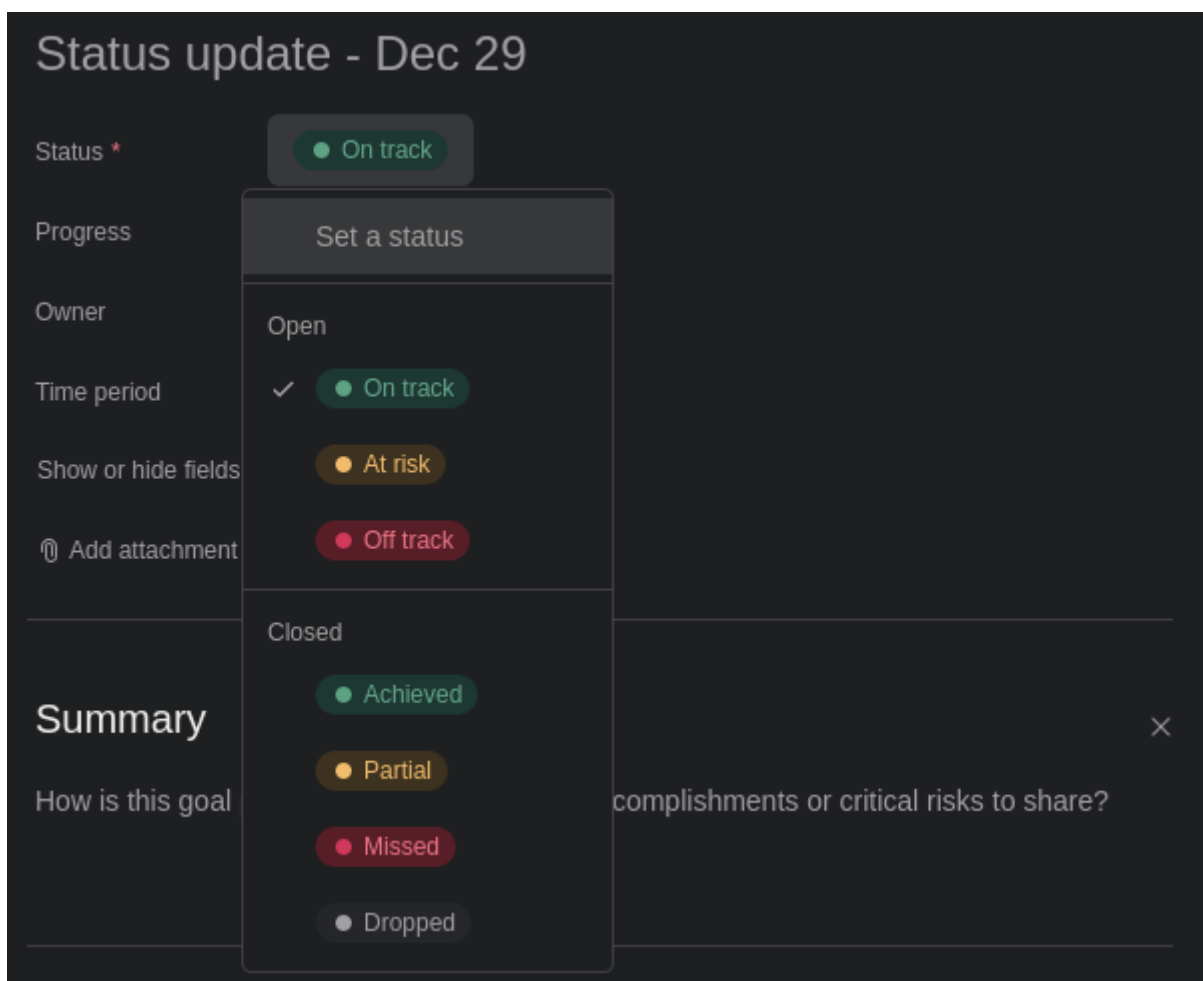 Status update - Dec 29
Status *
On track
Progress
Set a status
Owner
Open
Time period
On track
Show or hide fields
At risk
Add attachment
Off track
Closed
Achieved
Summary
Partial
How is this goal complishments or critical risks to share?
Missed
Dropped